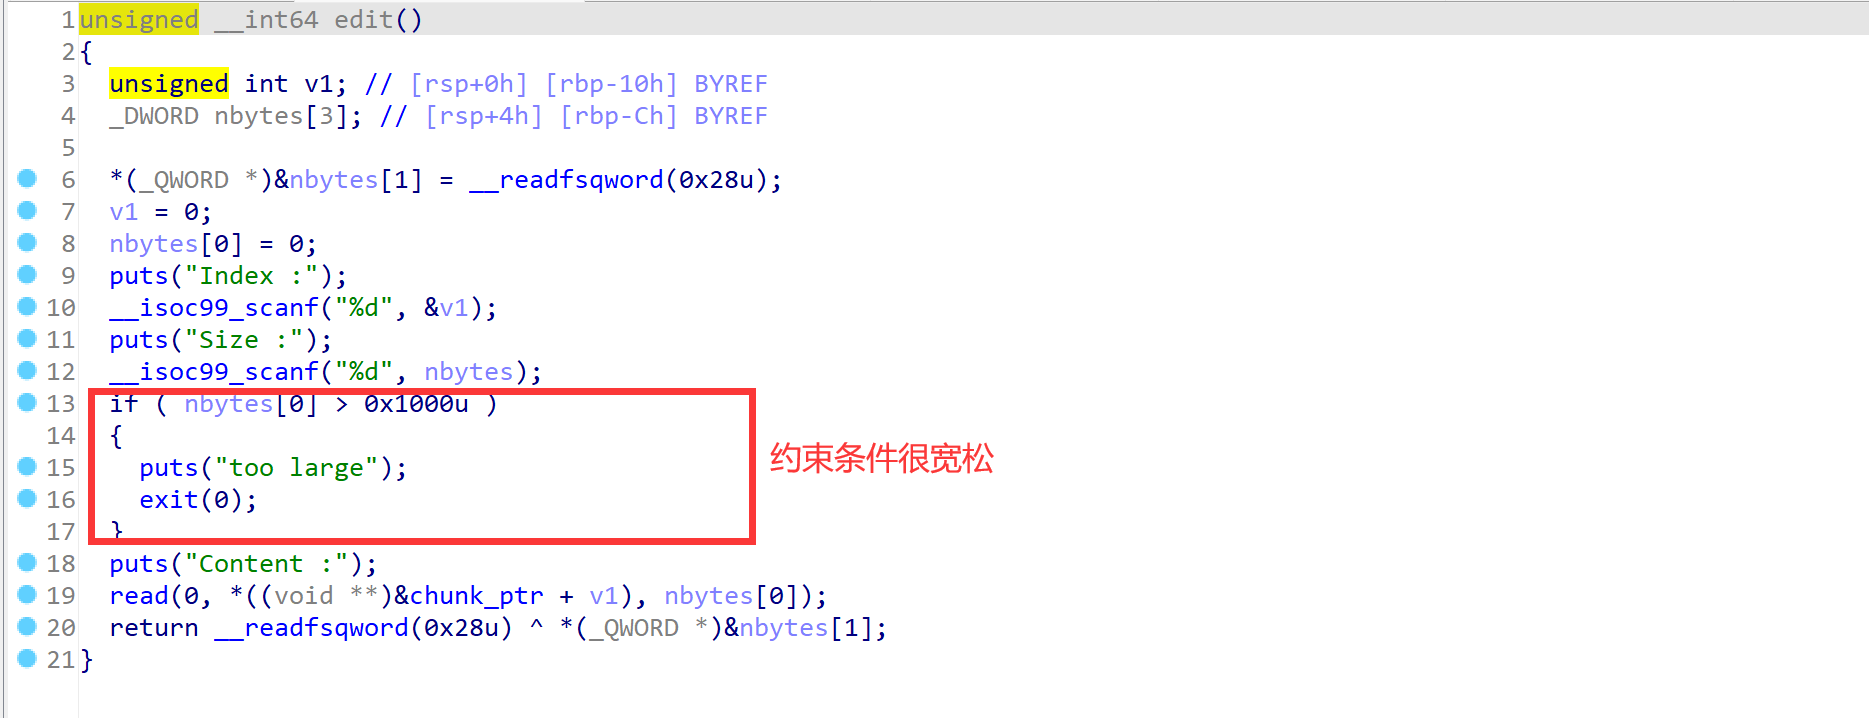 1 unsigned __int64 edit()
2 {
3 unsigned int v1; // [rsp+0h] [rbp-10h] BYREF
4 _DWORD nbytes[3]; // [rsp+4h] [rbp-Ch] BYREF
5
6 *(_QWORD *)&nbytes[1] = __readfsqword(0x28u);
7 v1 = 0;
8 nbytes[0] = 0;
9 puts("Index :");
10 __isoc99_scanf("%d", &v1);
11 puts("Size :");
12 __isoc99_scanf("%d", nbytes);
13 if ( nbytes[0] > 0x1000u )
14 {
15 puts("too large");
16 exit(0);
17 }
约束条件很宽松
18 puts("Content :");
19 read(0, *((void **)&chunk_ptr + v1), nbytes[0]);
20 return __readfsqword(0x28u) ^ *(_QWORD *)&nbytes[1];
21 }